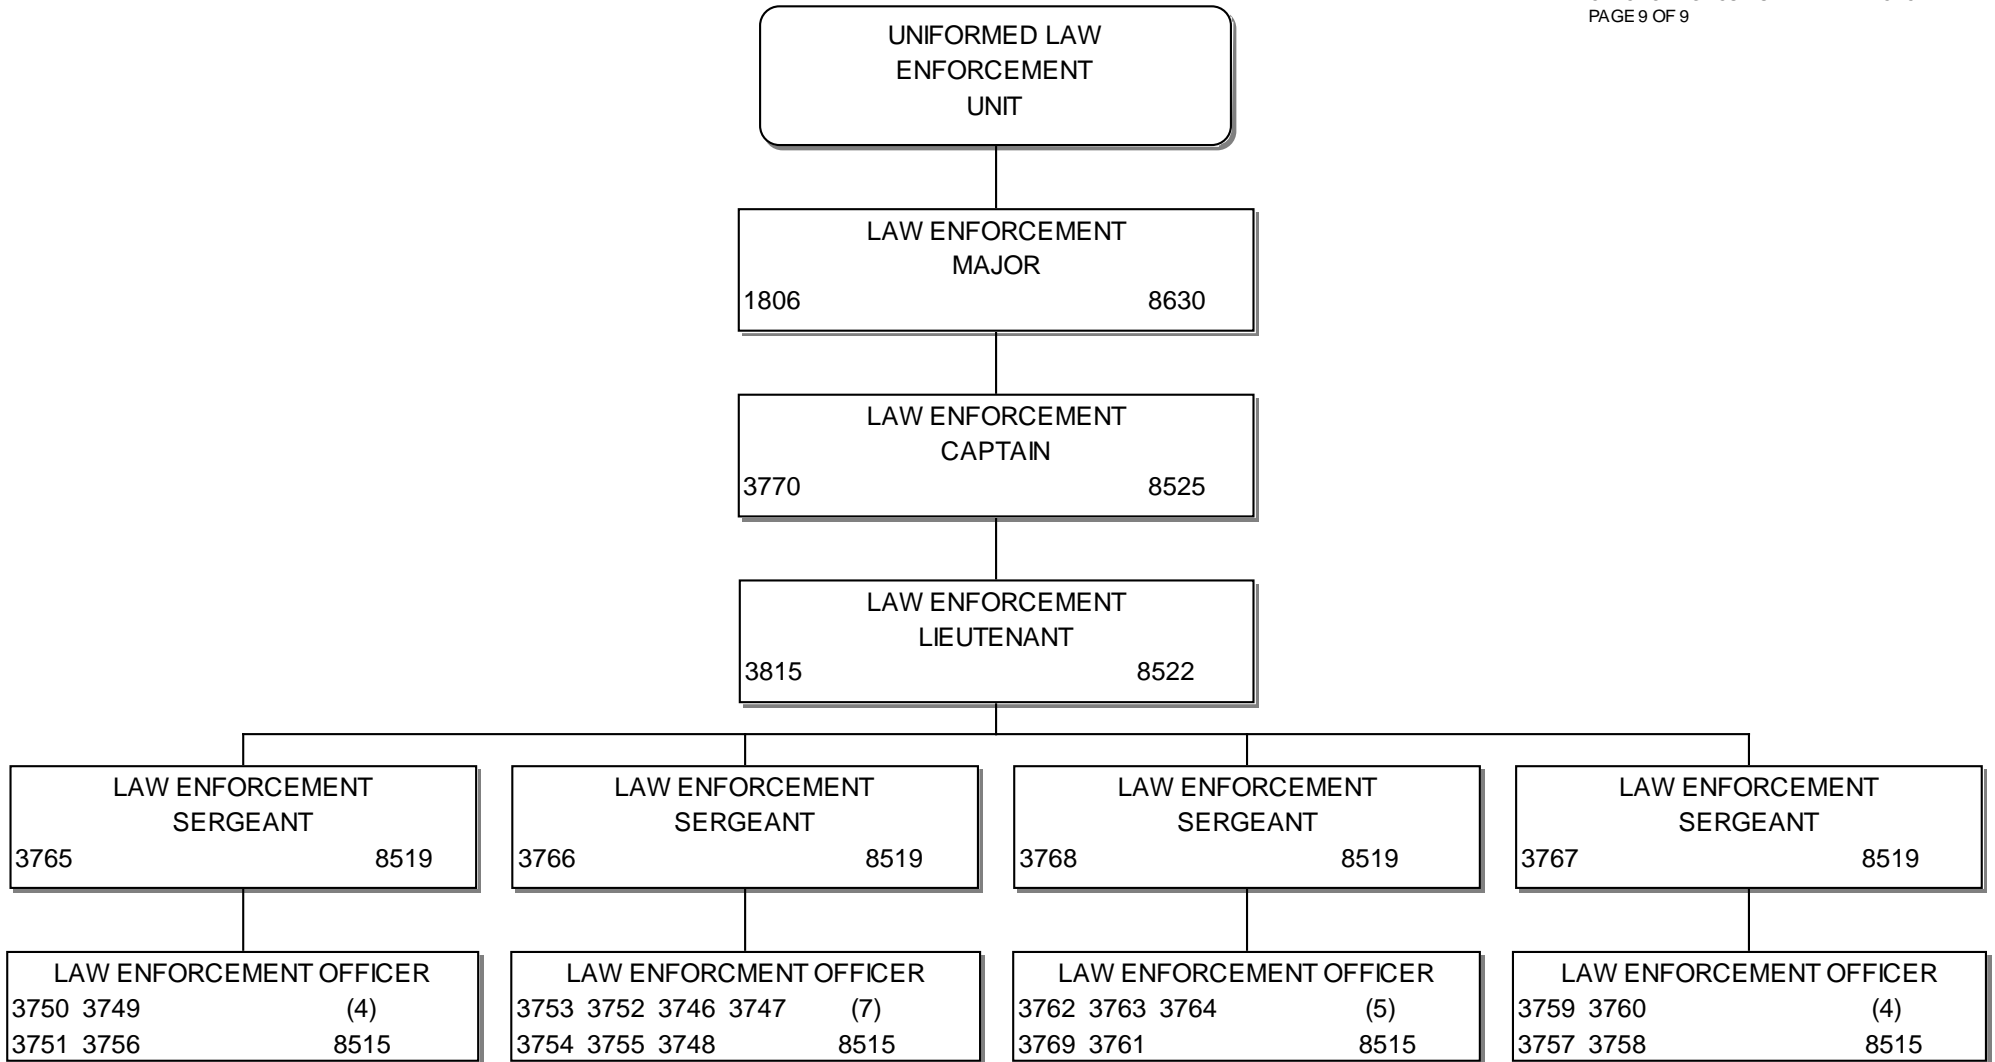 PAGE 9 OF 9
UNIFORMED LAW
ENFORCEMENT
UNIT
LAW ENFORCEMENT
MAJOR
1806 8630
LAW ENFORCEMENT
CAPTAIN
3770 8525
LAW ENFORCEMENT
LIEUTENANT
3815 8522
LAW ENFORCEMENT
SERGEANT
3765 8519
LAW ENFORCEMENT
SERGEANT
3766 8519
LAW ENFORCEMENT
SERGEANT
3768 8519
LAW ENFORCEMENT
SERGEANT
3767 8519
LAW ENFORCEMENT OFFICER
3750 3749 (4)
3751 3756 8515
LAW ENFORCMENT OFFICER
3753 3752 3746 3747 (7)
3754 3755 3748 8515
LAW ENFORCEMENT OFFICER
3762 3763 3764 (5)
3769 3761 8515
LAW ENFORCEMENT OFFICER
3759 3760 (4)
3757 3758 8515